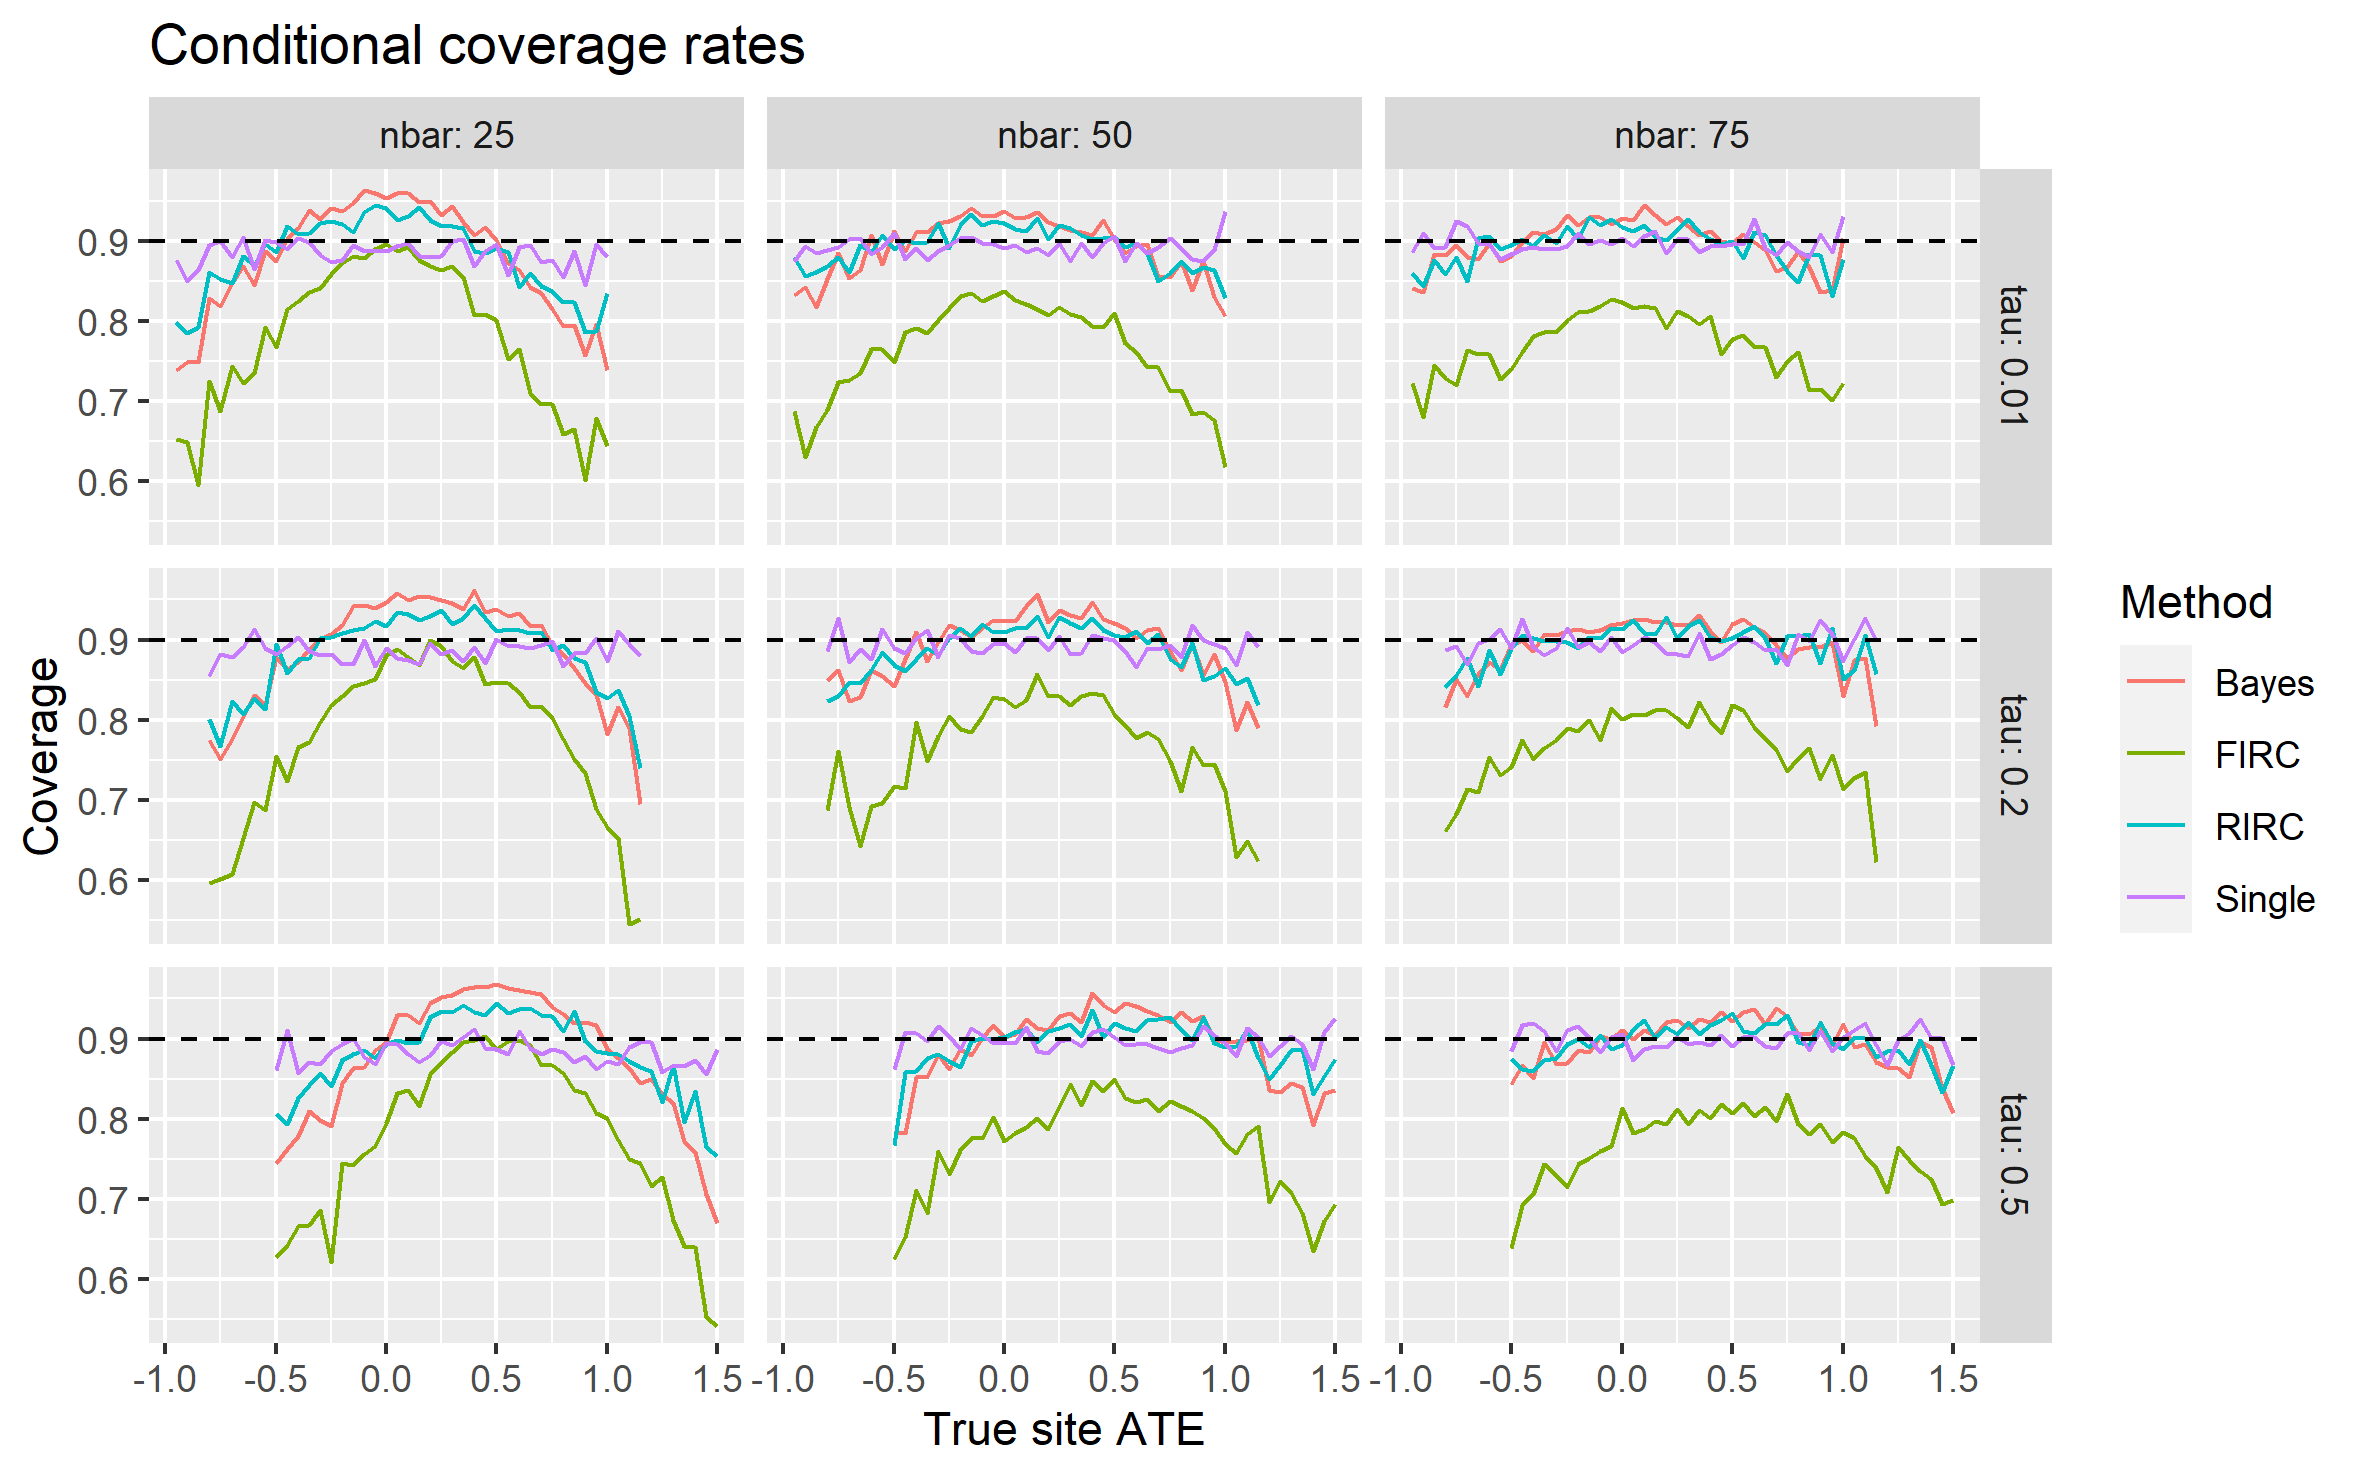 Conditional coverage rates
nbar: 25
nbar: 50
nbar: 75
0.9
0.8
0.7
0.6
tau: 0.01
0.9
0.8
0.7
0.6
tau: 0.2
0.9
0.8
0.7
0.6
tau: 0.5
Coverage
-1.0 -0.5 0.0 0.5 1.0 1.5
-1.0 -0.5 0.0 0.5 1.0 1.5
-1.0 -0.5 0.0 0.5 1.0 1.5
True site ATE
Method
Bayes
FIRC
RIRC
Single